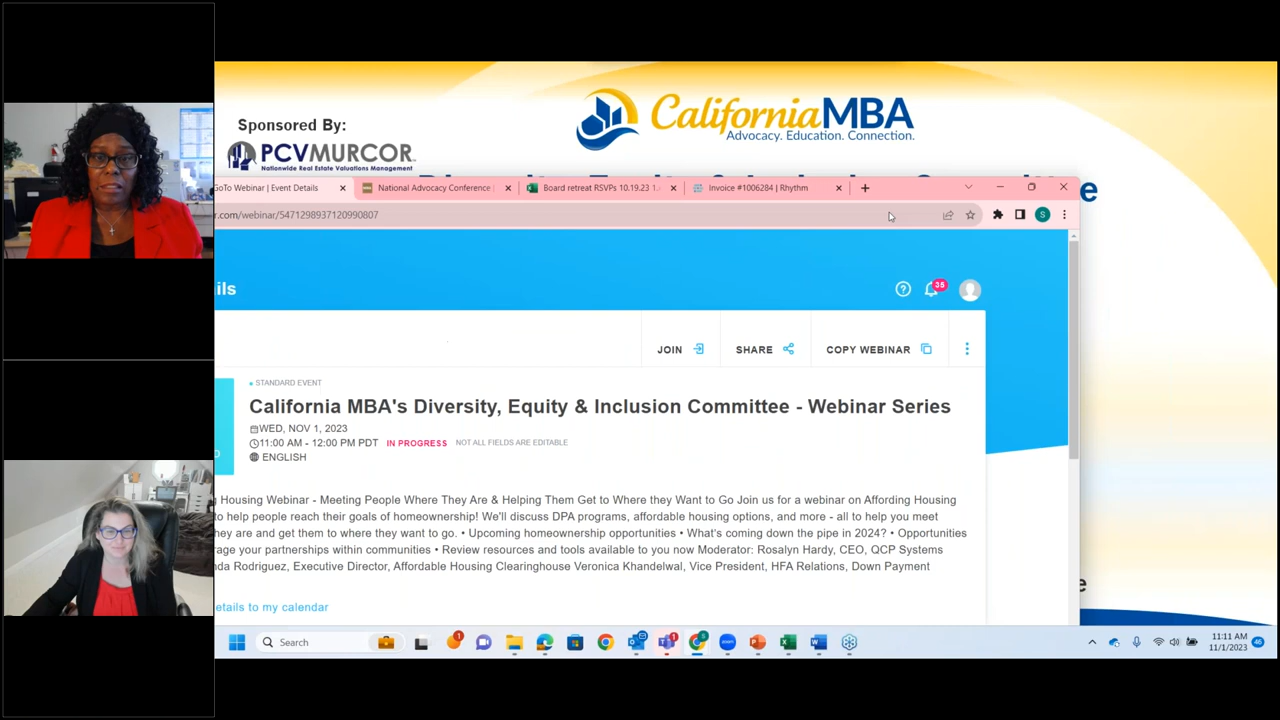 Sponsored By:
PCVMURCOR
Nationwide Real Estate Valuations Management
CaliforniaMBA
Advocacy. Education. Connection.
e
GoTo Webinar | Event Details
National Advocacy Conference
Board retreat RSVPs 10.19.23 1.
Invoice #1006284 | Rhythm
r.com/webinar/5471298937120990807
S
ils
35
JOIN
SHARE
COPY WEBINAR
STANDARD EVENT
California MBA's Diversity, Equity & Inclusion Committee - Webinar Series
WED, NOV 1, 2023
11:00 AM - 12:00 PM PDT IN PROGRESS NOT ALL FIELDS ARE EDITABLE
ENGLISH
g Housing Webinar - Meeting People Where They Are & Helping Them Get to Where they Want to Go Join us for a webinar on Affording Housing
to help people reach their goals of homeownership! We'll discuss DPA programs, affordable housing options, and more - all to help you meet
hey are and get them to where they want to go. • Upcoming homeownership opportunities • What's coming down the pipe in 2024? • Opportunities
rage your partnerships within communities • Review resources and tools available to you now Moderator: Rosalyn Hardy, CEO, QCP Systems
nda Rodriguez, Executive Director, Affordable Housing Clearinghouse Veronica Khandelwal, Vice President, HFA Relations, Down Payment
etails to my calendar
e
Search
11:11 AM
11/1/2023
46